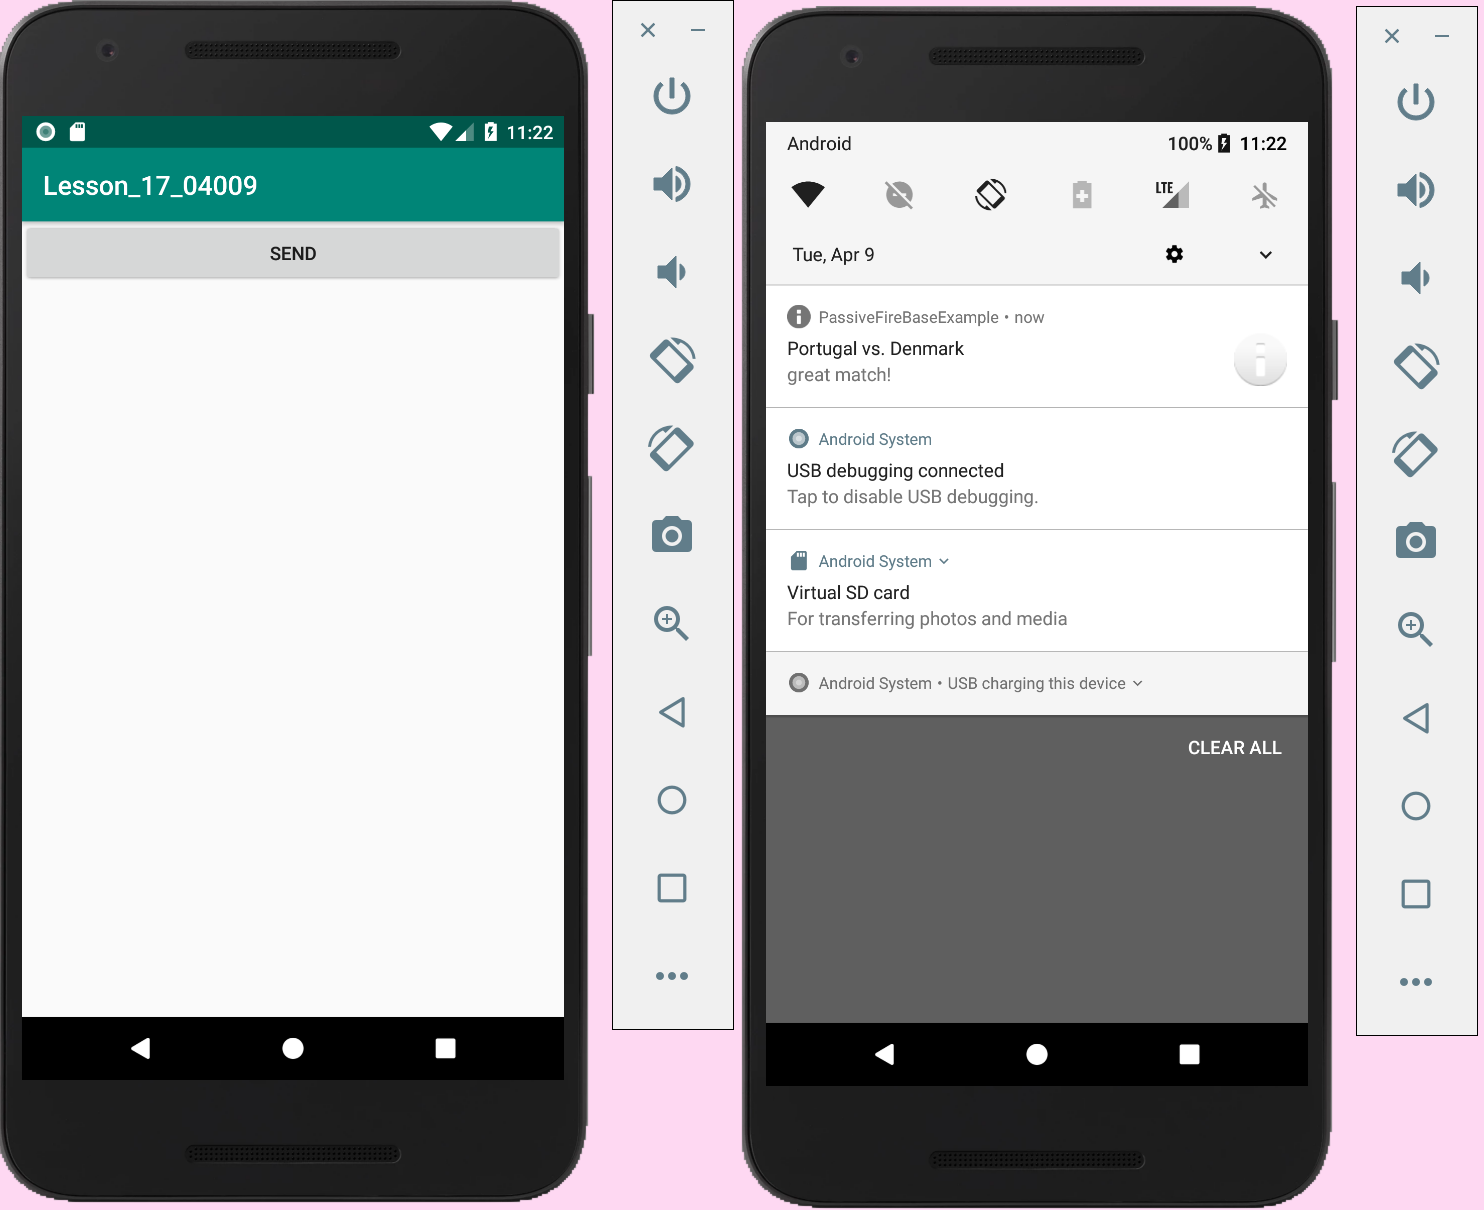 11:22
Lesson_17_04009
SEND
Android 100% 11:22
LTE
Tue, Apr 9
PassiveFireBaseExample • now
Portugal vs. Denmark
great match!
Android System
USB debugging connected
Tap to disable USB debugging.
Android System
Virtual SD card
For transferring photos and media
Android System • USB charging this device
CLEAR ALL